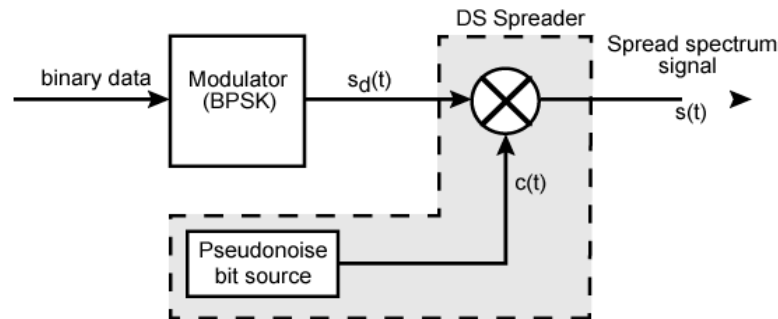 DS Spreader
binary data
Modulator
(BPSK)
sd(t)
Spread spectrum
signal
s(t)
c(t)
Pseudonoise
bit source